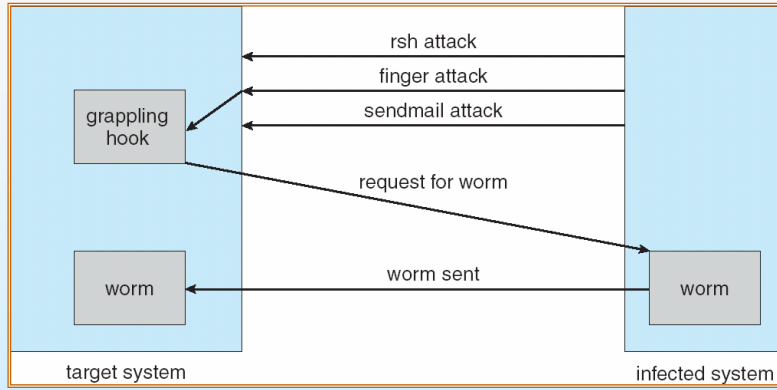 rsh attack
finger attack
sendmail attack
grappling
hook
request for worm
worm
worm sent
worm
target system
infected system